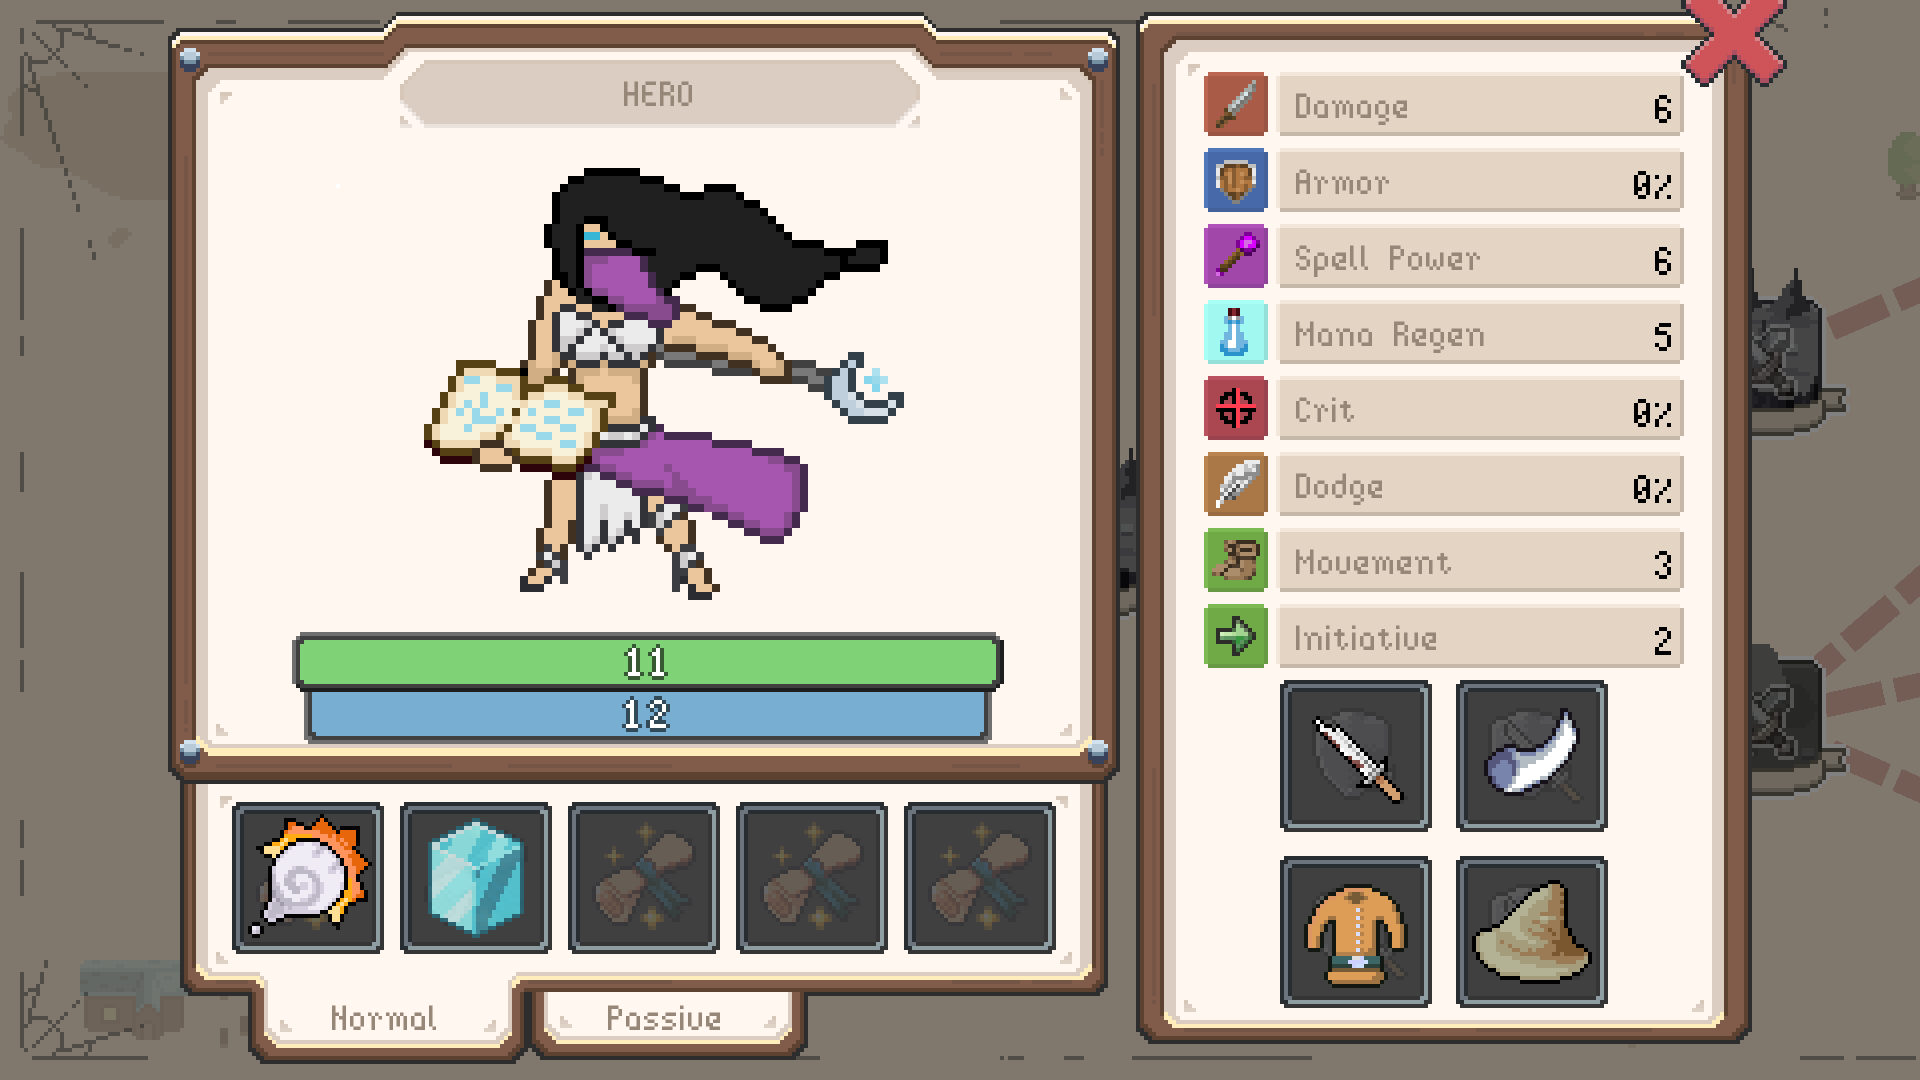 HERO
11
12
Normal
Passive
Damage 6
Armor 0%
Spell Power 6
Mana Regen 5
Crit 0%
Dodge 0%
Movement 3
Initiative 2